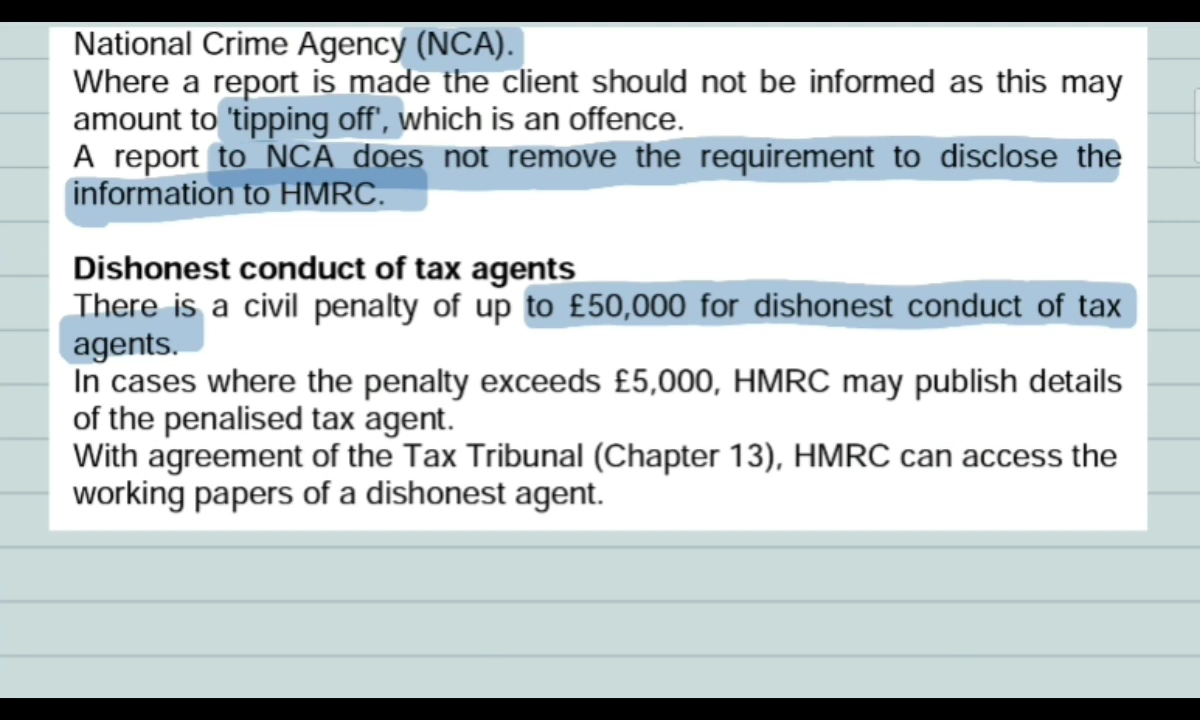 National Crime Agency (NCA).
Where a report is made the client should not be informed as this may
amount to 'tipping off', which is an offence.
A report to NCA does not remove the requirement to disclose the
information to HMRC.
Dishonest conduct of tax agents
There is a civil penalty of up to £50,000 for dishonest conduct of tax
agents.
In cases where the penalty exceeds £5,000, HMRC may publish details
of the penalised tax agent.
With agreement of the Tax Tribunal (Chapter 13), HMRC can access the
working papers of a dishonest agent.